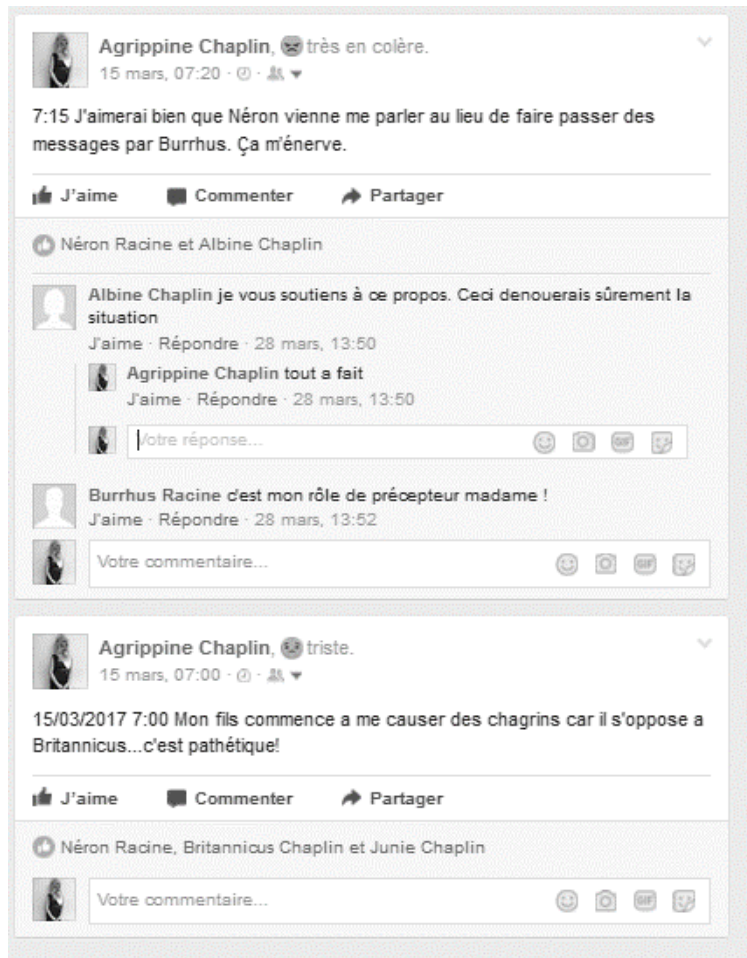 Agrippine Chaplin, très en colère.
15 mars, 07:20
7:15 J'aimerai bien que Néron vienne me parler au lieu de faire passer des
messages par Burrhus. Ça m'énerve.
J'aime Commenter Partager
Néron Racine et Albine Chaplin
Albine Chaplin je vous soutiens à ce propos. Ceci denouerais sûrement la
situation
J'aime · Répondre · 28 mars, 13:50
Agrippine Chaplin tout a fait
J'aime · Répondre · 28 mars, 13:50
Votre réponse...
GIF
Burrhus Racine c'est mon rôle de précepteur madame !
J'aime · Répondre · 28 mars, 13:52
Votre commentaire...
GIF
Agrippine Chaplin, triste.
15 mars, 07:00
15/03/2017 7:00 Mon fils commence a me causer des chagrins car il s'oppose a
Britannicus...c'est pathétique!
J'aime Commenter Partager
Néron Racine, Britannicus Chaplin et Junie Chaplin
Votre commentaire...
GIF